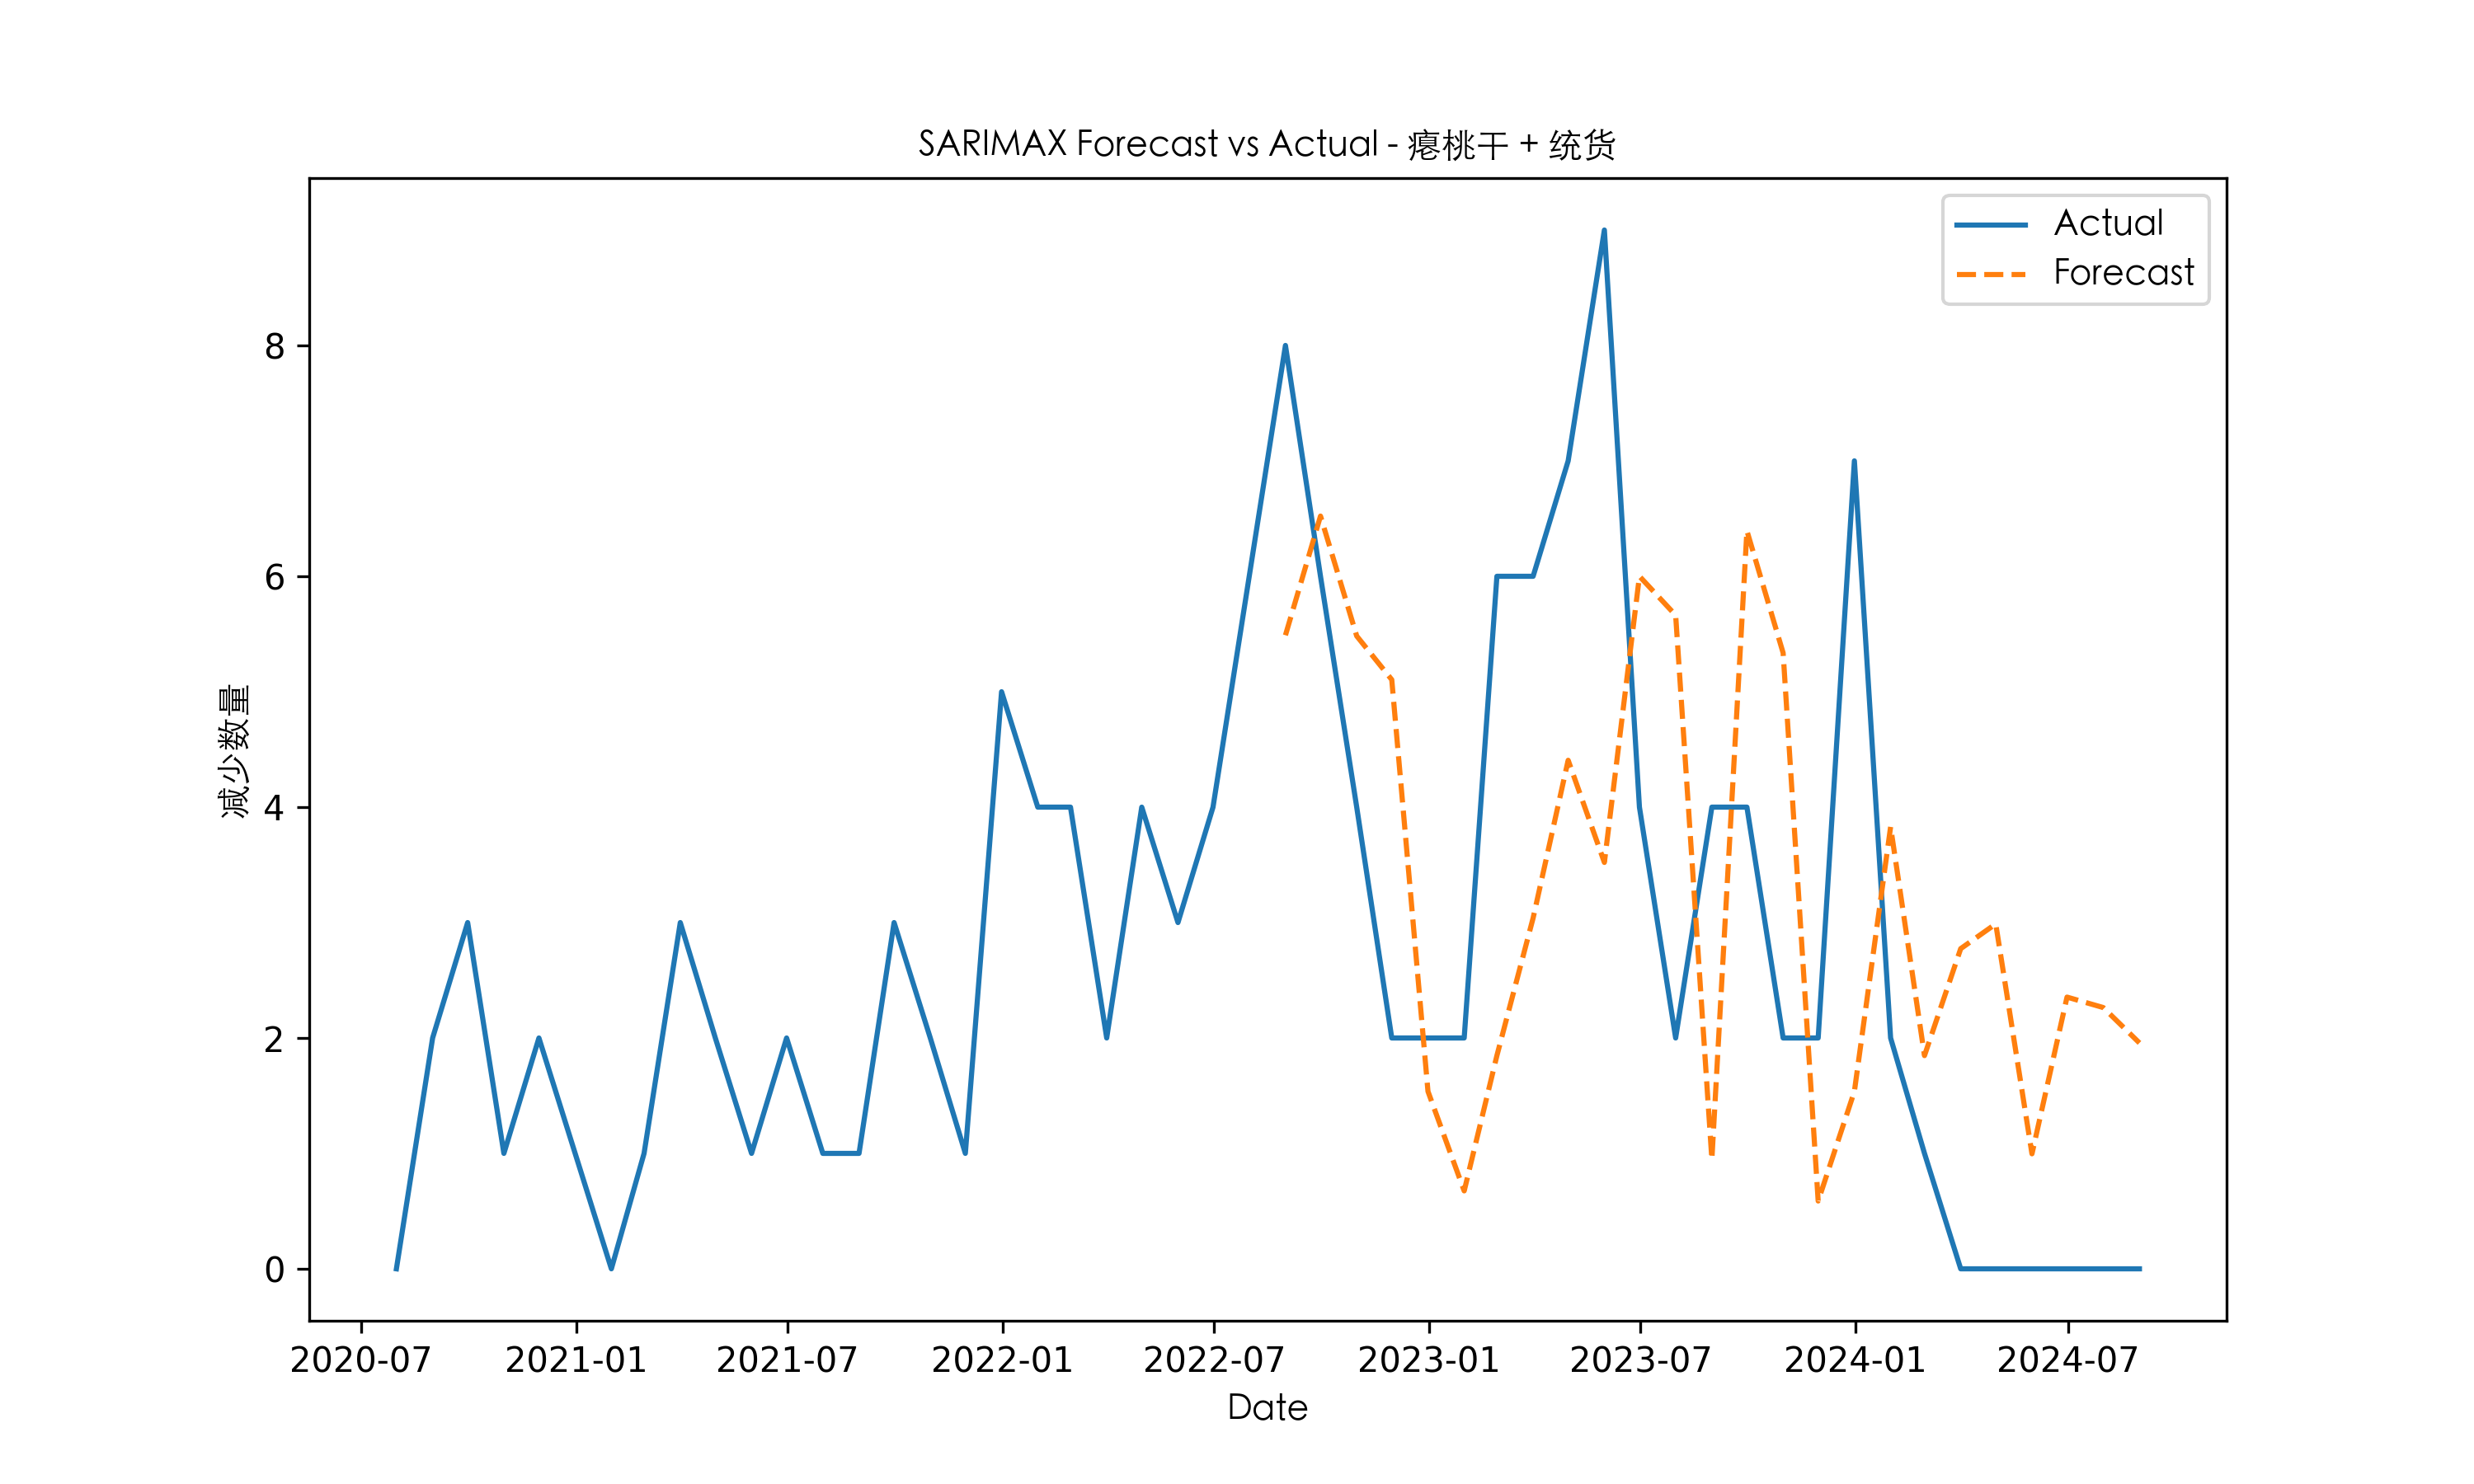 SARIMAX Forecast vs Actual - 瘪桃干 + 统货
Actual
Forecast
减少数量
8
6
4
2
0
2020-07 2021-01 2021-07 2022-01 2022-07 2023-01 2023-07 2024-01 2024-07
Date